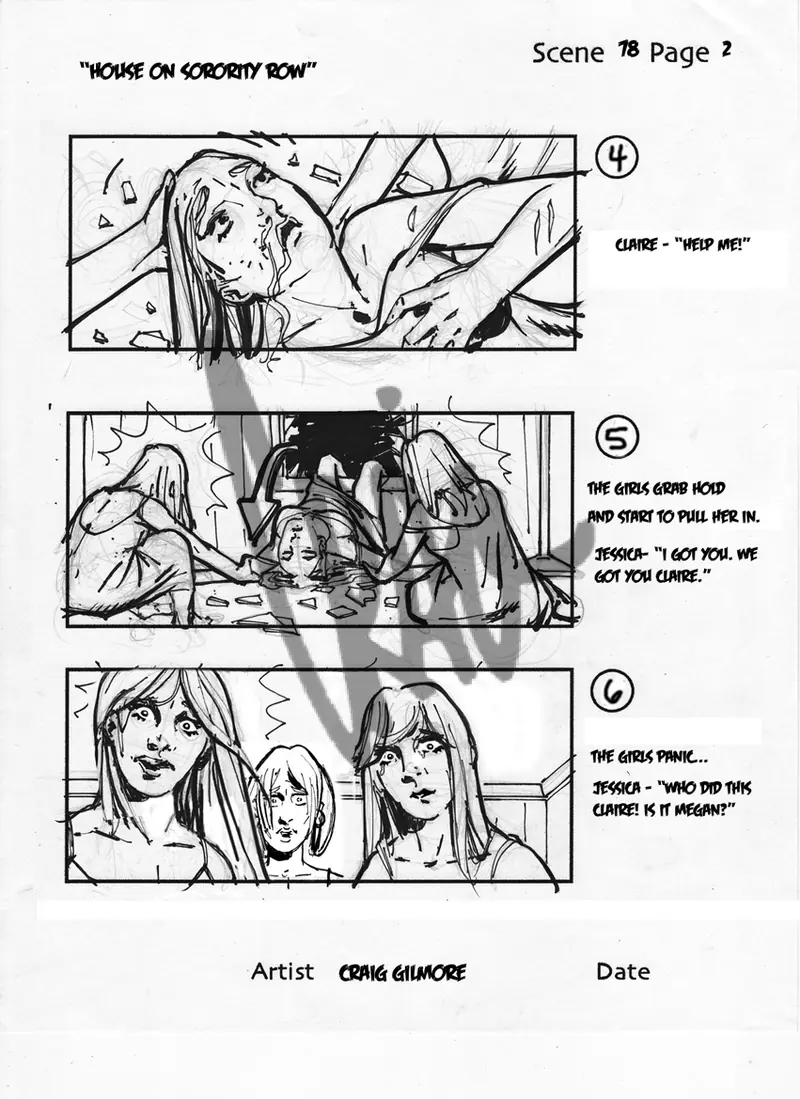 Scene 78 Page 2
"HOUSE ON SORORITY ROW"
4
CLAIRE - "HELP ME!"
5
THE GIRLS GRAB HOLD
AND START TO PULL HER IN.
JESSICA- "I GOT YOU. WE
GOT YOU CLAIRE."
6
THE GIRLS PANIC...
JESSICA - "WHO DID THIS
CLAIRE! IS IT MEGAN?"
Artist CRAIG GILMORE Date